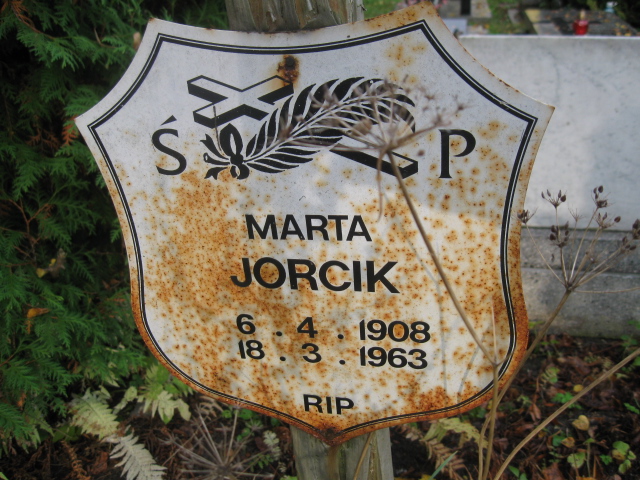 Ś P
MARTA
JORCIK
6 . 4 . 1908
18 . 3 . 1963
RIP